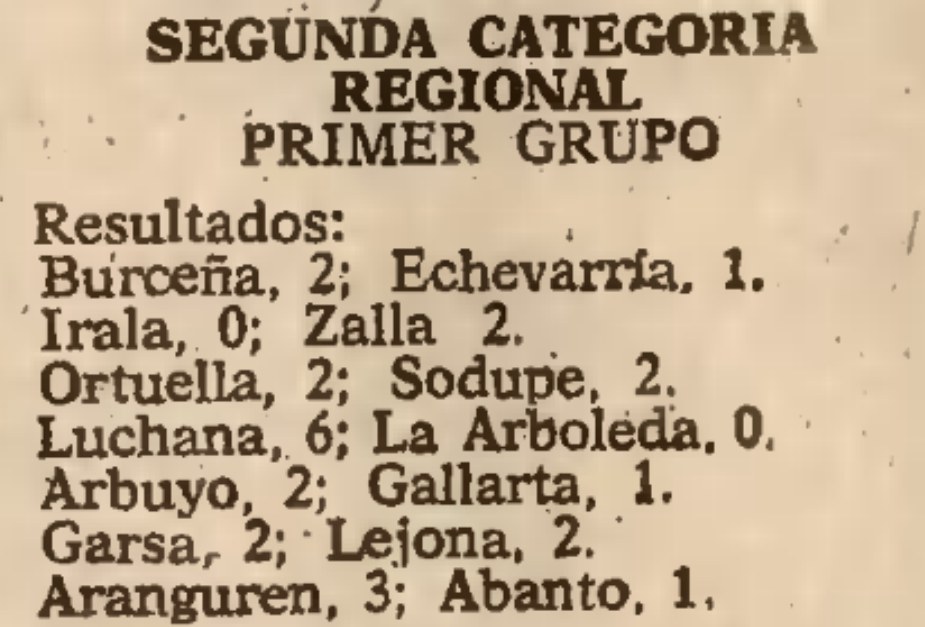 SEGUNDA CATEGORIA
REGIONAL
PRIMER GRUPO
Resultados:
Burceña, 2; Echevarría, 1.
Irala, 0; Zalla 2.
Ortuella, 2; Sodupe, 2.
Luchana, 6; La Arboleda, 0.
Arbuyo, 2; Gallarta, 1.
Garsa, 2; Lejona, 2.
Aranguren, 3; Abanto, 1.